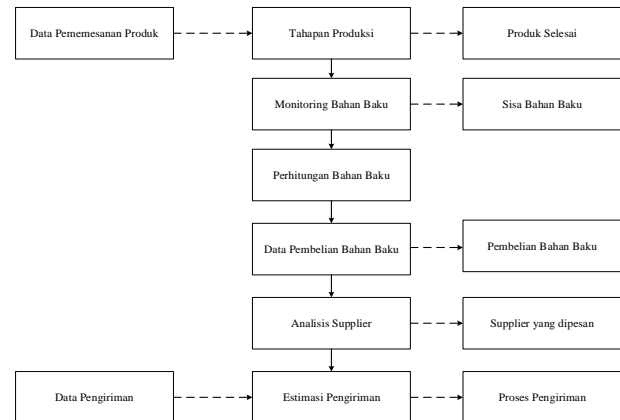 Data Pememesanan Produk
Tahapan Produksi
Produk Selesai
Monitoring Bahan Baku
Sisa Bahan Baku
Perhitungan Bahan Baku
Data Pembelian Bahan Baku
Pembelian Bahan Baku
Analisis Supplier
Supplier yang dipesan
Data Pengiriman
Estimasi Pengiriman
Proses Pengiriman